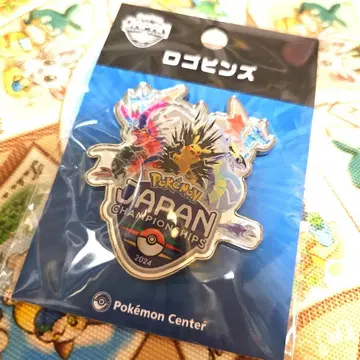 ロゴピンズ
POKÉMON
JAPAN
CHAMPIONSHIPS
2024
Pokémon Center